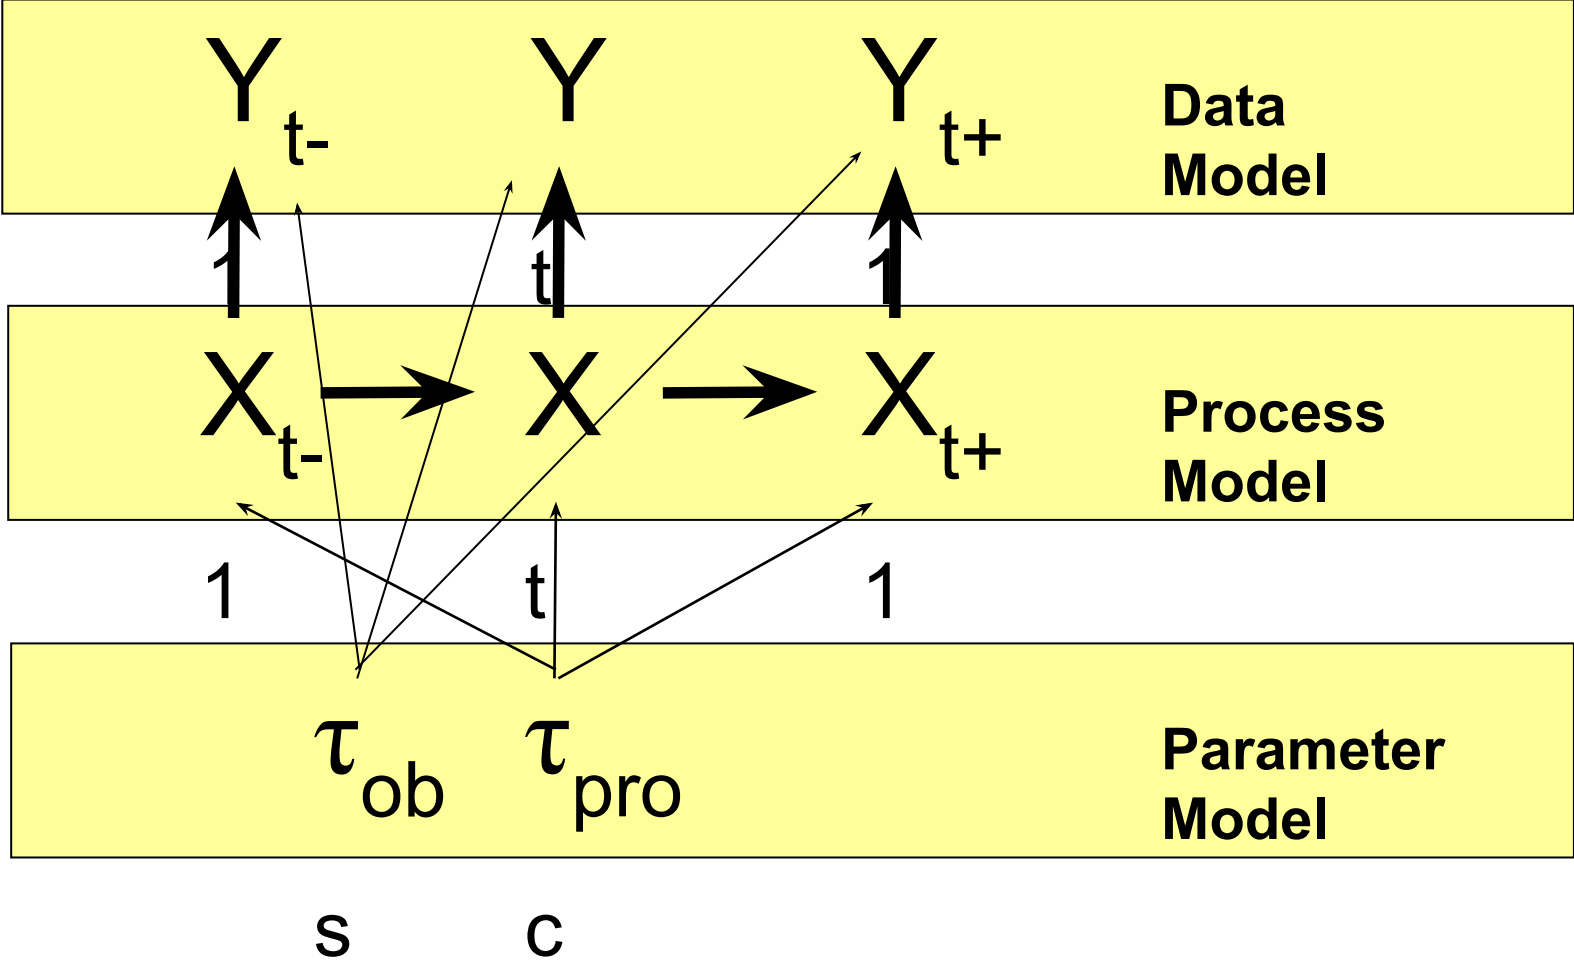 Y t- Y Y t+ Data
Model
1 t 1
X t- X X t+ Process
Model
1 t 1
τ ob τ pro Parameter
Model
s c